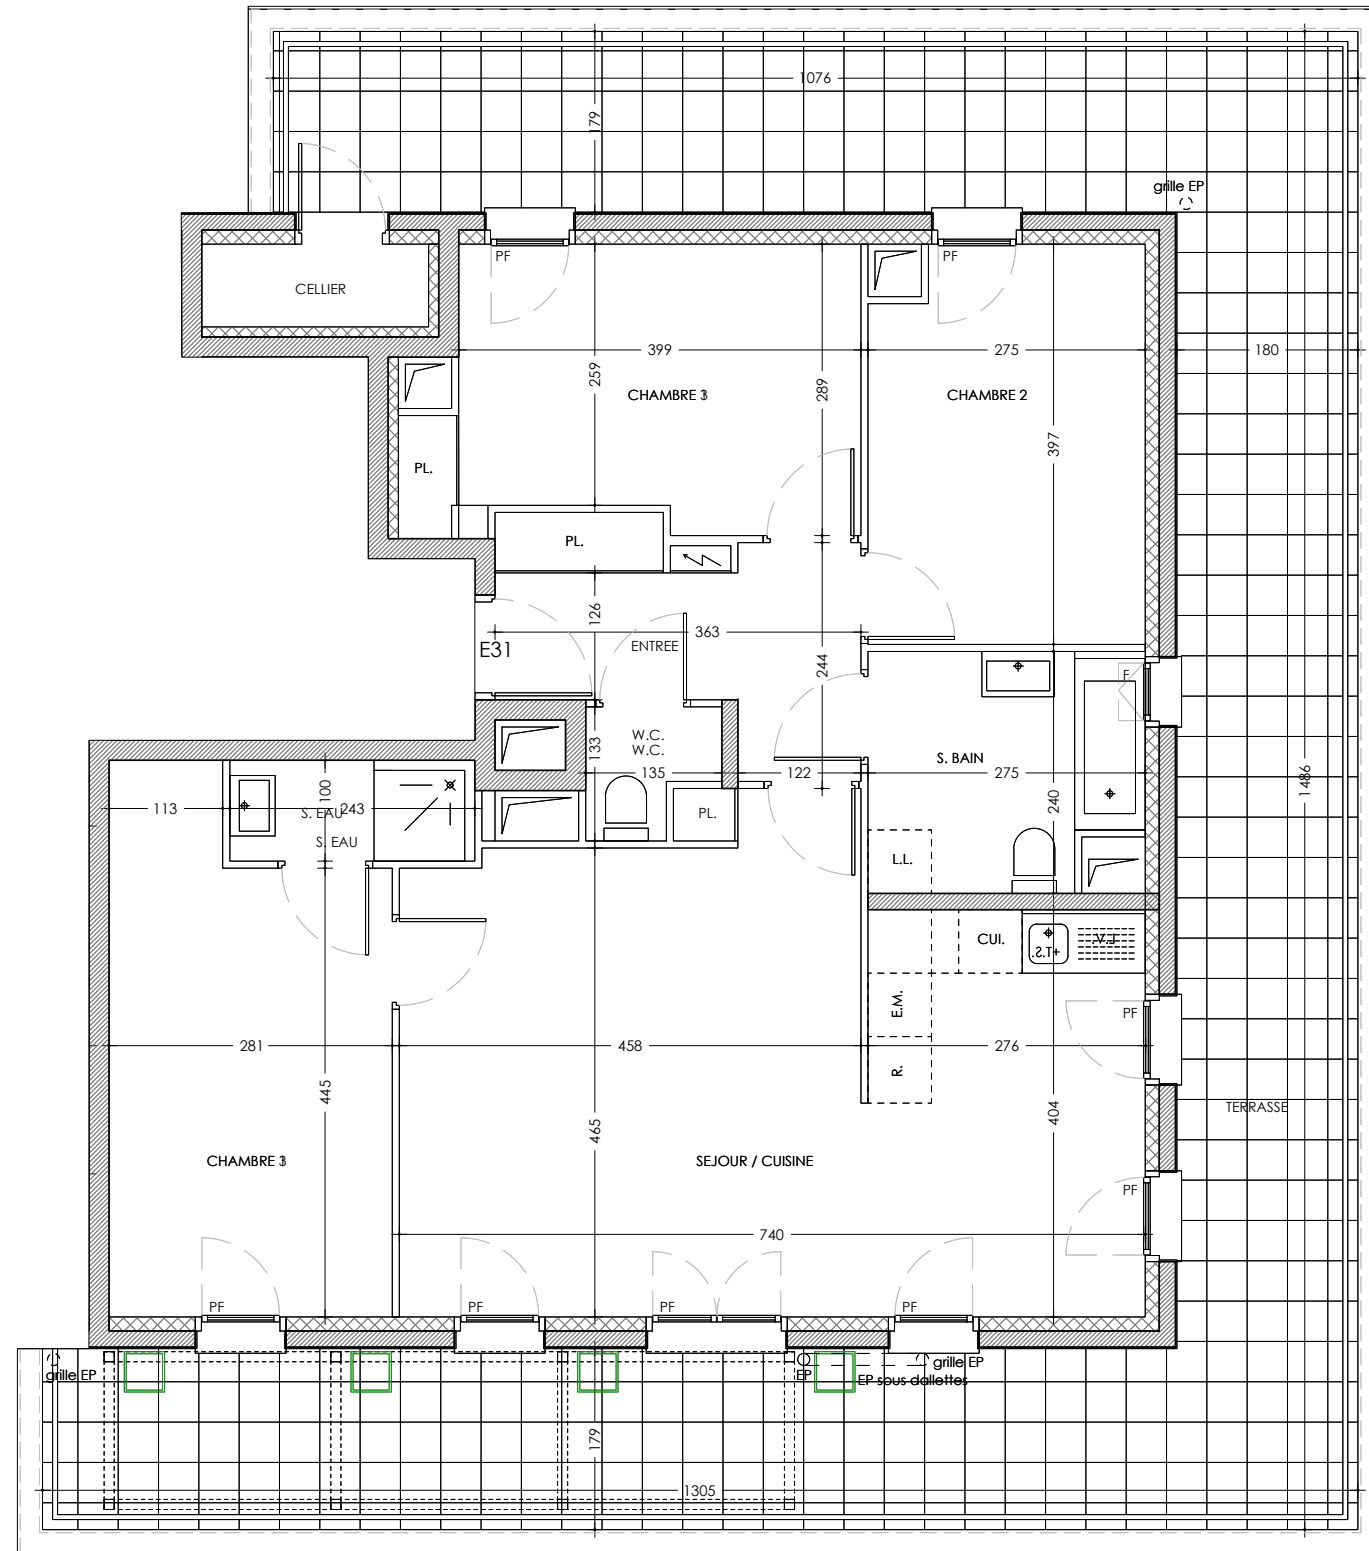 1076
179
grille EP
PF
PF
CELLIER
399
275
180
259
289
CHAMBRE 3
CHAMBRE 2
397
PL.
PL.
126
363
E31
ENTREE
244
F
W.C.
W.C.
133
135
122
S. BAIN
275
1486
113
100
243
S. EAU
S. EAU
PL.
240
L.L.
CUI.
+T.S.
L.V.
E.M.
PF
281
458
276
R.
445
465
404
TERRASSE
CHAMBRE 3
SEJOUR / CUISINE
PF
740
PF
PF
PF
PF
grille EP
EP
grille EP
EP sous dallettes
179
1305